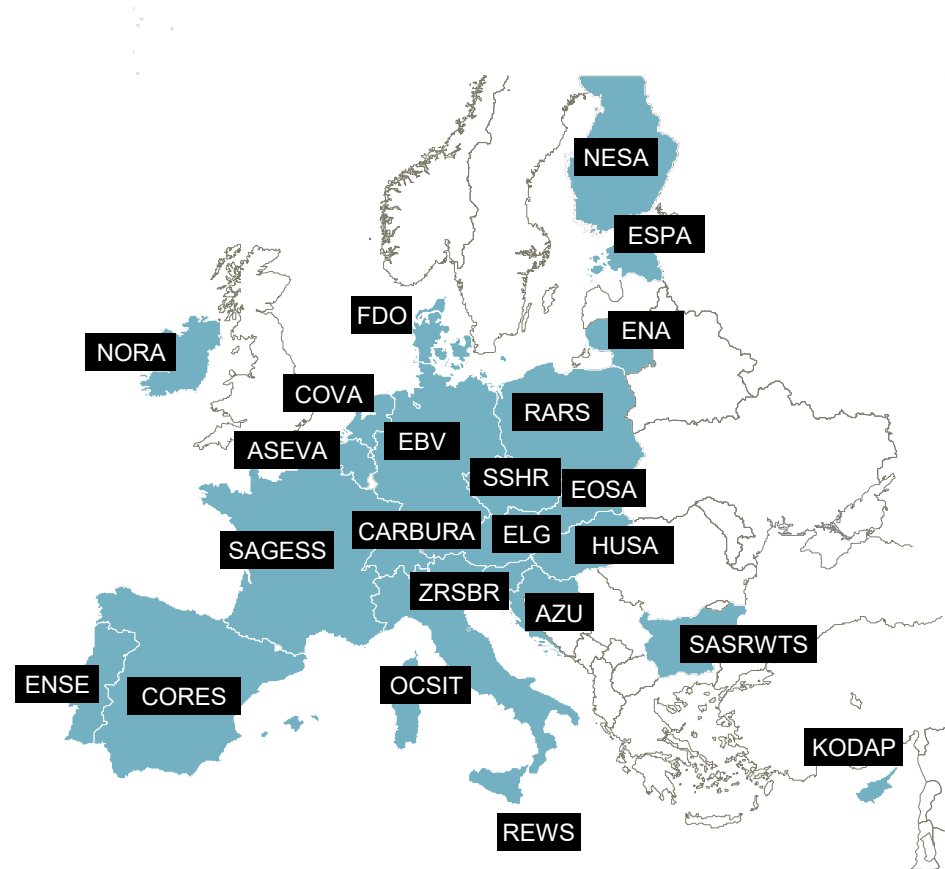 NESA
ESPA
FDO
ENA
NORA
COVA
RARS
EBV
ASEVA
SSHR
EOSA
CARBURA
ELG
SAGESS
HUSA
ZRSBR
AZU
SASRWTS
ENSE
CORES
OCSIT
KODAP
REWS